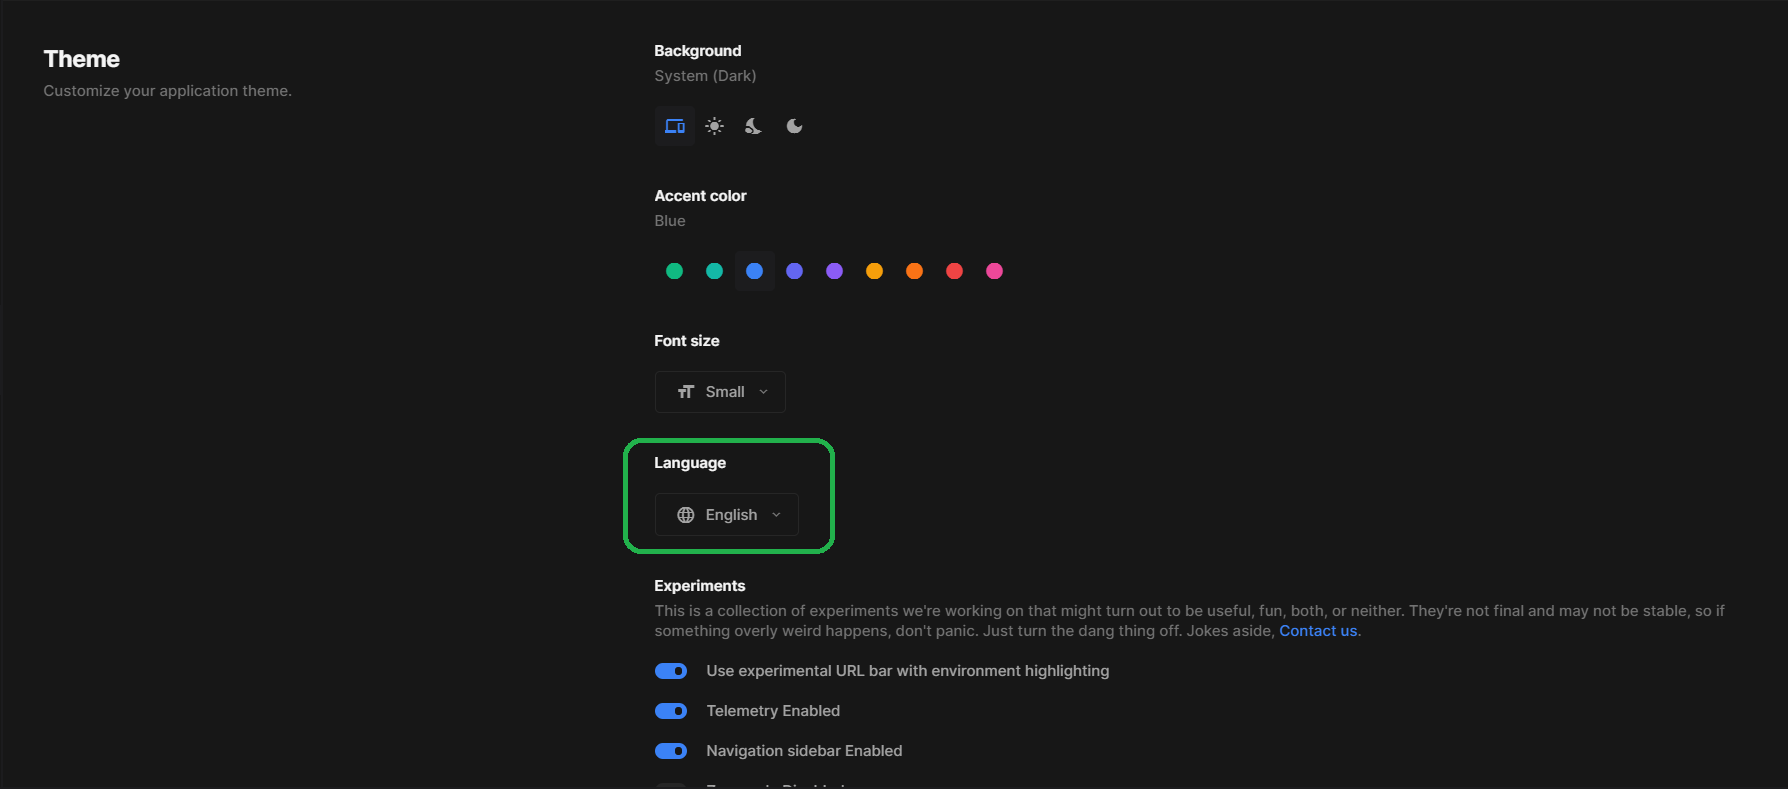 Theme
Customize your application theme.
Background
System (Dark)
Accent color
Blue
Font size
Small
Language
English
Experiments
This is a collection of experiments we're working on that might turn out to be useful, fun, both, or neither. They're not final and may not be stable, so if
something overly weird happens, don't panic. Just turn the dang thing off. Jokes aside, Contact us.
Use experimental URL bar with environment highlighting
Telemetry Enabled
Navigation sidebar Enabled